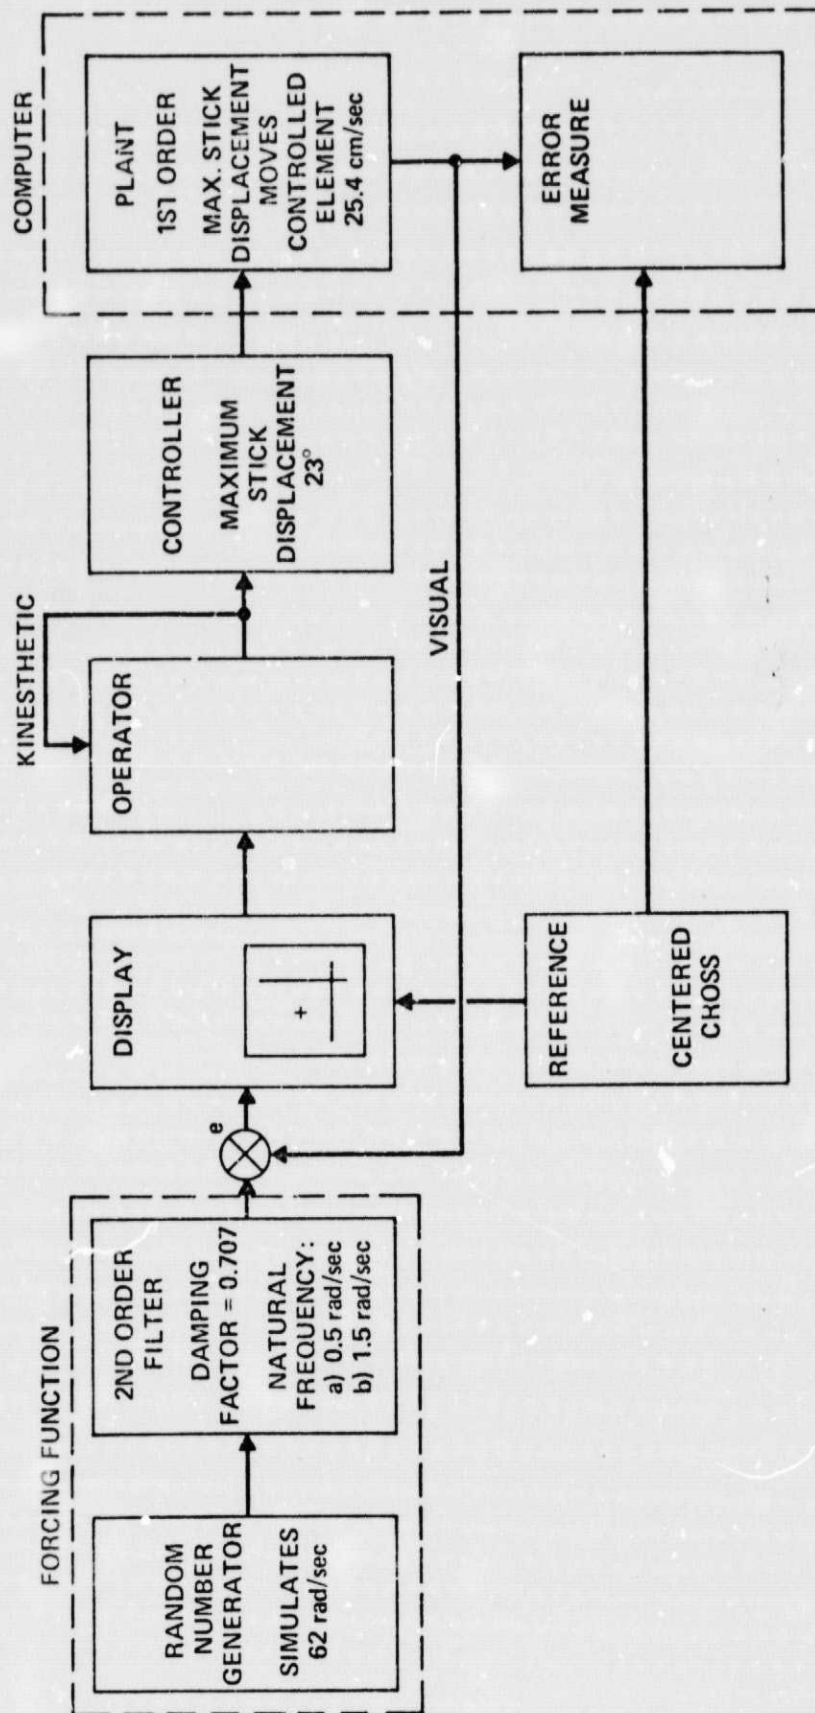 FORCING FUNCTION
RANDOM
NUMBER
GENERATOR
SIMULATES
62 rad/sec
2ND ORDER
FILTER
DAMPING
FACTOR = 0.707
NATURAL
FREQUENCY:
a) 0.5 rad/sec
b) 1.5 rad/sec
e
DISPLAY
+
REFERENCE
CENTERED
CROSS
KINESTHETIC
OPERATOR
VISUAL
CONTROLLER
MAXIMUM
STICK
DISPLACEMENT
23°
COMPUTER
PLANT
1ST ORDER
MAX. STICK
DISPLACEMENT
MOVES
CONTROLLED
ELEMENT
25.4 cm/sec
ERROR
MEASURE